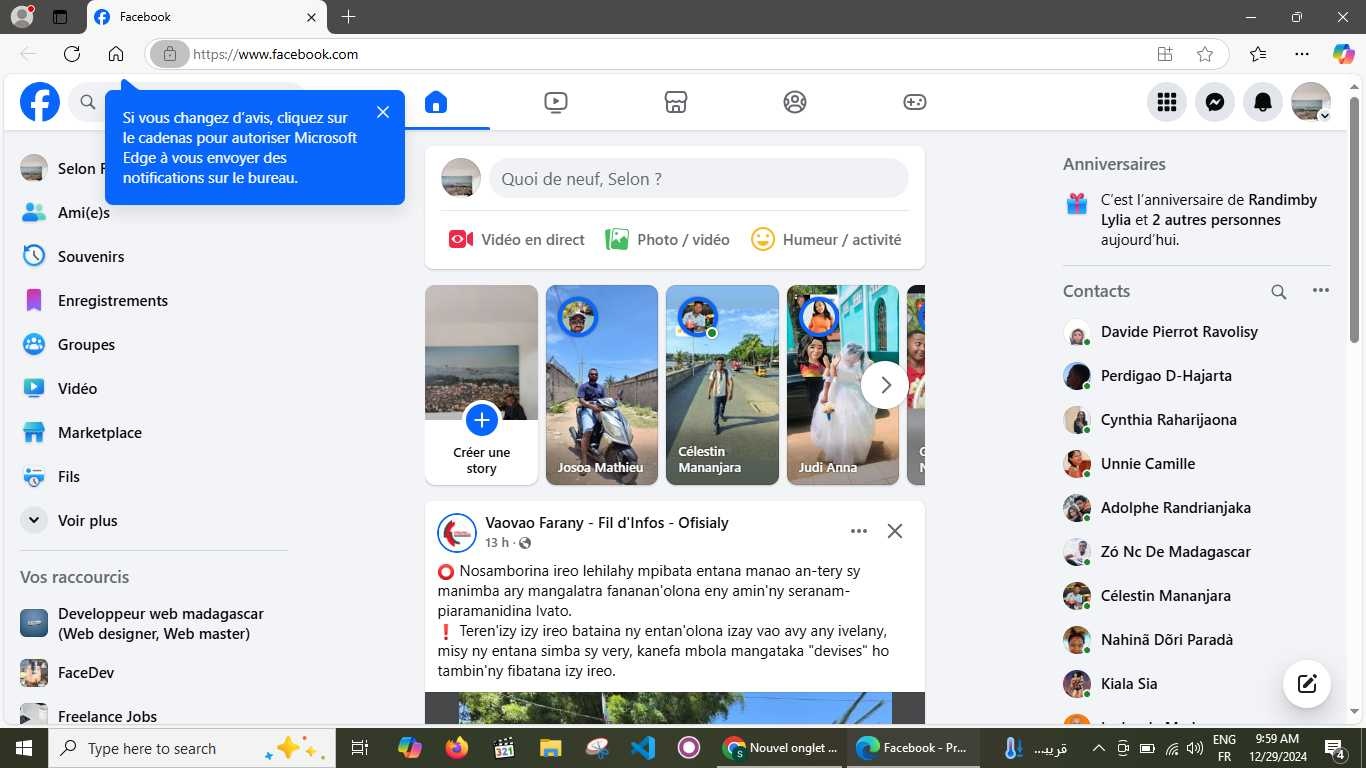 Facebook
https://www.facebook.com
Si vous changez d'avis, cliquez sur
le cadenas pour autoriser Microsoft
Edge à vous envoyer des
notifications sur le bureau.
Selon
Ami(e)s
Souvenirs
Enregistrements
Groupes
Vidéo
Marketplace
Fils
Voir plus
Vos raccourcis
Developpeur web madagascar
(Web designer, Web master)
FaceDev
Freelance Jobs
Quoi de neuf, Selon ?
Vidéo en direct
Photo / vidéo
Humeur / activité
Créer une
story
Josoa Mathieu
Célestin
Mananjara
Judi Anna
Vaovao Farany - Fil d'Infos - Ofisialy
13 h ·
Nosamborina ireo lehilahy mpibata entana manao an-tery sy
manimba ary mangalatra fananan'olona eny amin'ny seranam-
piaramanidina Ivato.
❗ Teren'izy izy ireo bataina ny entan'olona izay vao avy any ivelany,
misy ny entana simba sy very, kanefa mbola mangataka "devises" ho
tambin'ny fibatana izy ireo.
Anniversaires
C'est l'anniversaire de Randimby
Lylia et 2 autres personnes
aujourd'hui.
Contacts
Davide Pierrot Ravolisy
Perdigao D-Hajarta
Cynthia Raharijaona
Unnie Camille
Adolphe Randrianjaka
Zó Nc De Madagascar
Célestin Mananjara
Nahinã Dõri Paradà
Kiala Sia
Type here to search
321
Nouvel onglet ...
Facebook - Pr...
قريبـ...
ENG
FR
9:59 AM
12/29/2024
4